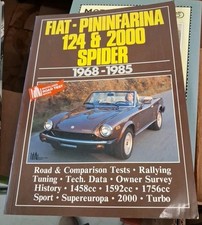 FIAT - PININFARINA
124 & 2000
SPIDER
1968-1985
Road & Comparison Tests • Rallying
Tuning • Tech. Data • Owner Survey
History • 1458cc • 1592cc • 1756cc
Sport • Supereuropa • 2000 • Turbo